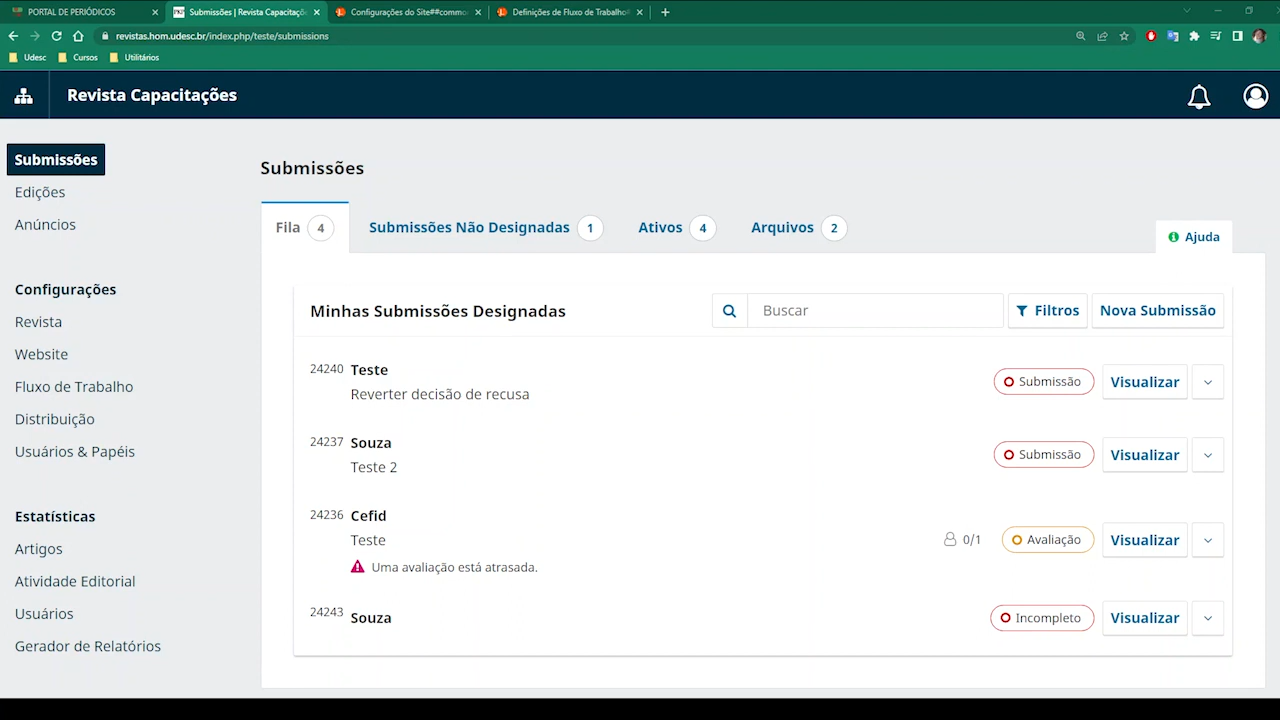 PORTAL DE PERIÓDICOS
Submissões | Revista Capacitaçõ
Configurações do Site##commo
Definições de Fluxo de Trabalho
revistas.hom.udesc.br/index.php/teste/submissions
Udesc
Cursos
Utilitários
Revista Capacitações
Submissões
Edições
Anúncios
Configurações
Revista
Website
Fluxo de Trabalho
Distribuição
Usuários & Papéis
Estatísticas
Artigos
Atividade Editorial
Usuários
Gerador de Relatórios
Submissões
Fila 4
Submissões Não Designadas 1
Ativos 4
Arquivos 2
Ajuda
Minhas Submissões Designadas
Buscar
Filtros
Nova Submissão
24240 Teste
Reverter decisão de recusa
Submissão
Visualizar
24237 Souza
Teste 2
Submissão
Visualizar
24236 Cefid
Teste
Uma avaliação está atrasada.
0/1
Avaliação
Visualizar
24243 Souza
Incompleto
Visualizar